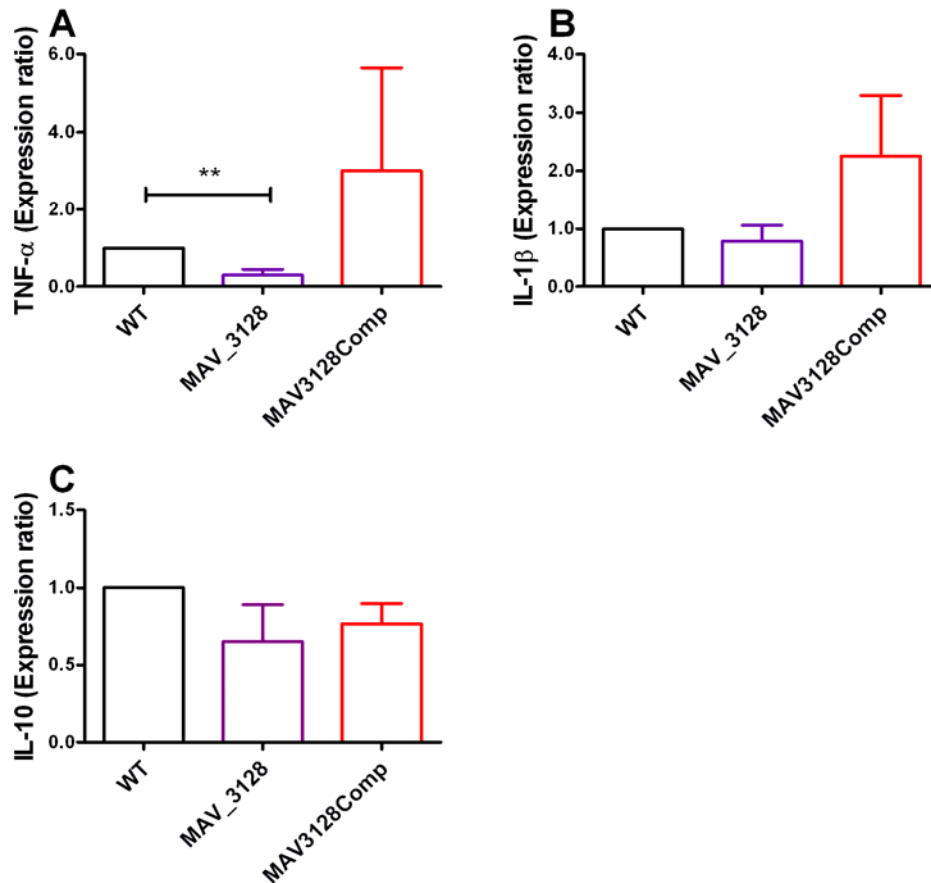 A
TNF-α (Expression ratio)
6.0
4.0
2.0
0.0
**
WT
MAV_3128
MAV3128Comp
B
IL-1β (Expression ratio)
4.0
3.0
2.0
1.0
0.0
WT
MAV_3128
MAV3128Comp
C
IL-10 (Expression ratio)
1.5
1.0
0.5
0.0
WT
MAV_3128
MAV3128Comp